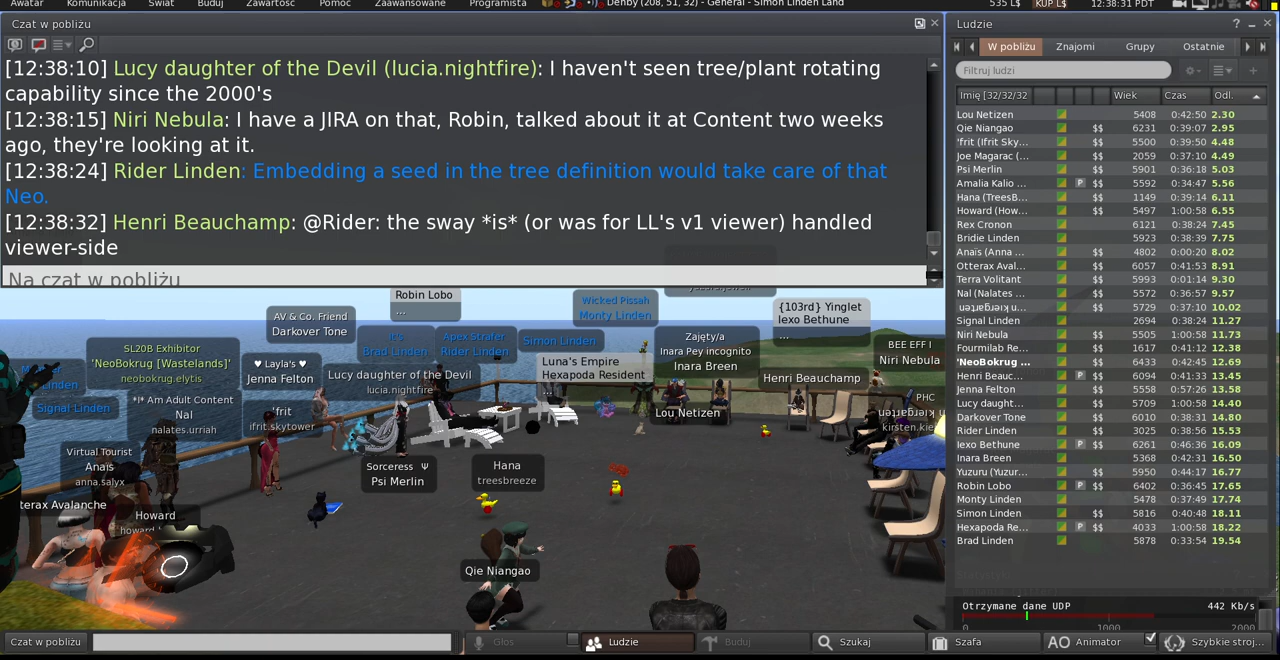 Awatar Komunikacja Świat Buduj Zawartość Pomoc Zaawansowane Programista Denby (208, 51, 32) - General - Simon Linden Land 535 L$ KUP L$ 12:38:31 PDT
Czat w pobliżu
[12:38:10] Lucy daughter of the Devil (lucia.nightfire): I haven't seen tree/plant rotating
capability since the 2000's
[12:38:15] Niri Nebula: I have a JIRA on that, Robin, talked about it at Content two weeks
ago, they're looking at it.
[12:38:24] Rider Linden: Embedding a seed in the tree definition would take care of that
Neo.
[12:38:32] Henri Beauchamp: @Rider: the sway *is* (or was for LL's v1 viewer) handled
viewer-side
Na czat w pobliżu
Robin Lobo
...
AV & Co. Friend
Darkover Tone
It's
Brad Linden
Apex Strafer
Rider Linden
Simon Linden
Wicked Pissah
Monty Linden
Zajęty/a
Inara Pey incognito
Inara Breen
{103rd} Yinglet
Iexo Bethune
...
BEE EFF I
Niri Nebula
SL20B Exhibitor
'NeoBokrug [Wastelands]'
neobokrug.elytis
♥ Layla's ♥
Jenna Felton
Lucy daughter of the Devil
lucia.nightfire
Luna's Empire
Hexapoda Resident
...
Henri Beauchamp
Linden
Signal Linden
*I* Am Adult Content
Nal
nalates.urriah
ifrit
ifrit.skytower
Lou Netizen
PHC
kirsten.kie
Virtual Tourist
Anaïs
anna.salyx
Sorceress Ψ
Psi Merlin
Hana
treesbreeze
terax Avalanche
Howard
howard
Qie Niangao
Ludzie
W pobliżu Znajomi Grupy Ostatnie
Filtruj ludzi
Imię [32/32/32 Wiek Czas Odl.
Lou Netizen 5408 0:42:50 2.30
Qie Niangao $$ 6231 0:39:07 2.95
'frit (Ifrit Sky... $$ 5500 0:39:50 4.48
Joe Magarac (... $$ 2059 0:37:10 4.49
Psi Merlin $$ 5901 0:36:18 5.03
Amalia Kalio ... P $$ 5592 0:34:47 5.56
Hana (TreesB... $$ 1149 0:39:14 6.11
Howard (How... $$ 5497 1:00:58 6.55
Rex Cronon 6121 0:38:24 7.45
Bridie Linden 5923 0:38:39 7.75
Anaïs (Anna ... $$ 4802 0:00:20 8.02
Otterax Aval... $$ 6057 0:41:53 8.91
Terra Volitant $$ 5993 0:01:14 9.30
Nal (Nalates ... $$ 5572 0:36:57 9.57
$$ 5729 0:37:10 10.02
Signal Linden 2694 0:38:24 11.27
Niri Nebula $$ 5505 1:00:58 11.73
Fourmilab Re... $$ 1617 0:41:12 12.38
'NeoBokrug ... $$ 6433 0:42:45 12.69
Henri Beauc... P $$ 6094 0:41:33 13.45
Jenna Felton $$ 5558 0:57:26 13.58
Lucy daught... $$ 5709 1:00:58 14.40
Darkover Tone $$ 6010 0:38:31 14.80
Rider Linden $$ 3025 0:38:56 15.53
Iexo Bethune P $$ 6261 0:46:36 16.09
Inara Breen 5368 0:42:31 16.50
Yuzuru (Yuzur... $$ 5950 0:44:17 16.77
Robin Lobo P $$ 6402 0:36:45 17.65
Monty Linden 5478 0:37:49 17.74
Simon Linden $$ 5816 0:40:48 18.11
Hexapoda Re... P $$ 4033 1:00:58 18.22
Brad Linden 5878 0:33:54 19.54
Otrzymane dane UDP 442 Kb/s
0 1000 2000
Czat w pobliżu Głos Ludzie Buduj Szukaj Szafa AO Animator Szybkie stroj...